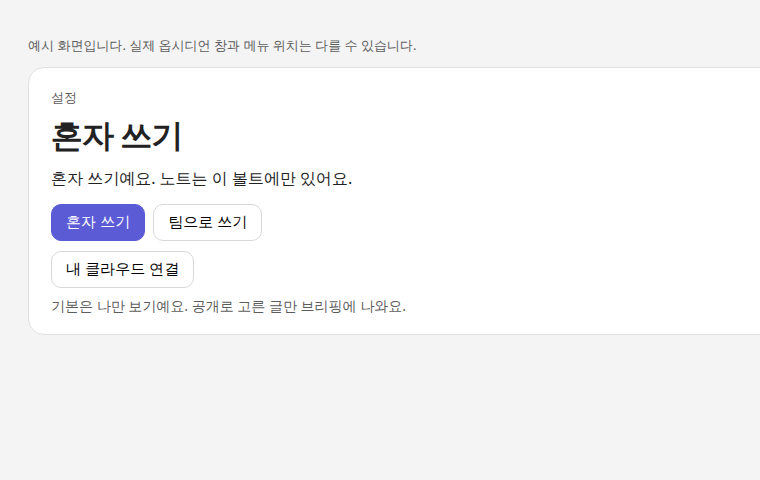 예시 화면입니다. 실제 옵시디언 창과 메뉴 위치는 다를 수 있습니다.
설정
혼자 쓰기
혼자 쓰기예요. 노트는 이 볼트에만 있어요.
혼자 쓰기 팀으로 쓰기
내 클라우드 연결
기본은 나만 보기예요. 공개로 고른 글만 브리핑에 나와요.